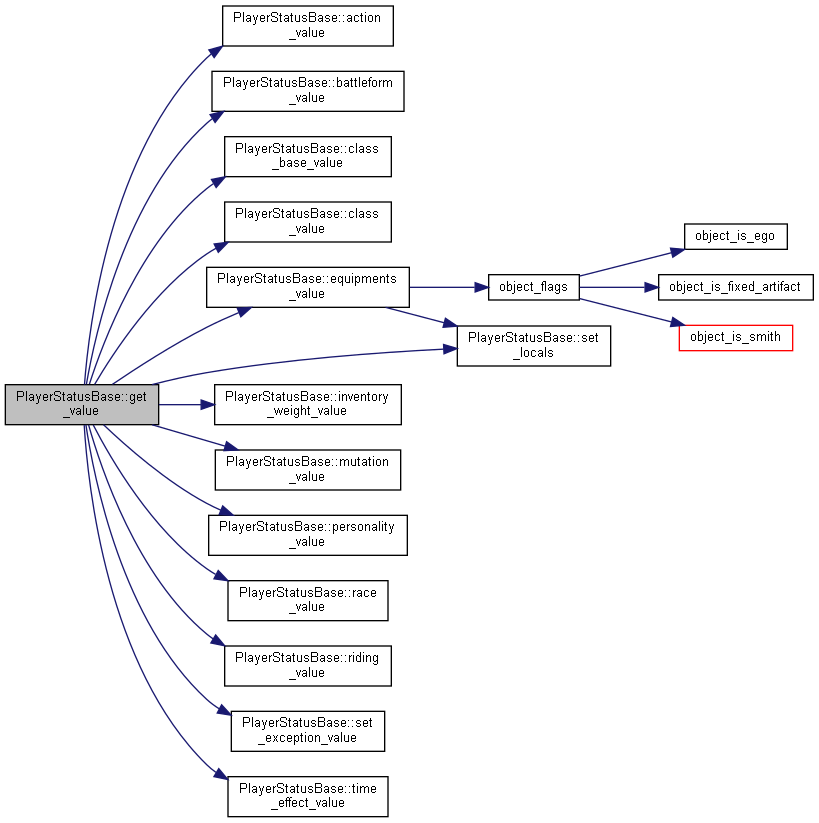 PlayerStatusBase::action
_value
PlayerStatusBase::battleform
_value
PlayerStatusBase::class
_base_value
PlayerStatusBase::class
_value
PlayerStatusBase::equipments
_value
object_flags
object_is_ego
object_is_fixed_artifact
object_is_smith
PlayerStatusBase::set
_locals
PlayerStatusBase::get
_value
PlayerStatusBase::inventory
_weight_value
PlayerStatusBase::mutation
_value
PlayerStatusBase::personality
_value
PlayerStatusBase::race
_value
PlayerStatusBase::riding
_value
PlayerStatusBase::set
_exception_value
PlayerStatusBase::time
_effect_value